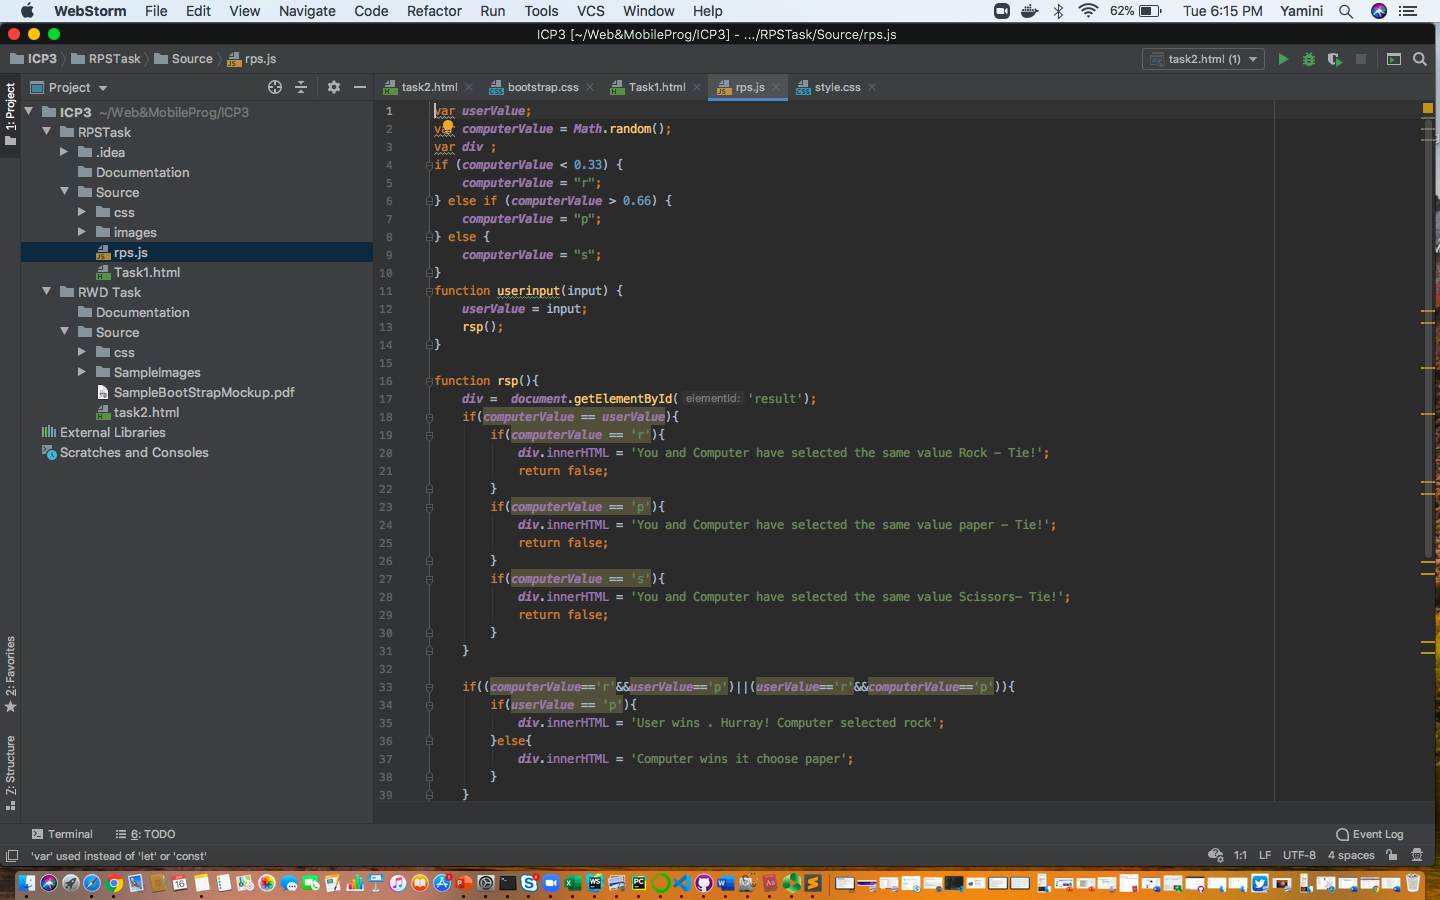 WebStorm File Edit View Navigate Code Refactor Run Tools VCS Window Help 62% Tue 6:15 PM Yamini
ICP3 [~/Web&MobileProg/ICP3] - .../RPSTask/Source/rps.js
ICP3 RPSTask Source rps.js task2.html (1)
Project task2.html bootstrap.css Task1.html rps.js style.css
1: Project
ICP3 ~/Web&MobileProg/ICP3
RPSTask
.idea
Documentation
Source
css
images
rps.js
Task1.html
RWD Task
Documentation
Source
css
SampleImages
SampleBootStrapMockup.pdf
task2.html
External Libraries
Scratches and Consoles
2: Favorites
Z: Structure
1 var userValue;
2 var computerValue = Math.random();
3 var div ;
4 if (computerValue < 0.33) {
5 computerValue = "r";
6 } else if (computerValue > 0.66) {
7 computerValue = "p";
8 } else {
9 computerValue = "s";
10 }
11 function userinput(input) {
12 userValue = input;
13 rsp();
14 }
15
16 function rsp(){
17 div = document.getElementById( elementId: 'result');
18 if(computerValue == userValue){
19 if(computerValue == 'r'){
20 div.innerHTML = 'You and Computer have selected the same value Rock - Tie!';
21 return false;
22 }
23 if(computerValue == 'p'){
24 div.innerHTML = 'You and Computer have selected the same value paper - Tie!';
25 return false;
26 }
27 if(computerValue == 's'){
28 div.innerHTML = 'You and Computer have selected the same value Scissors- Tie!';
29 return false;
30 }
31 }
32
33 if((computerValue=='r'&&userValue=='p')||(userValue=='r'&&computerValue=='p')){
34 if(userValue == 'p'){
35 div.innerHTML = 'User wins . Hurray! Computer selected rock';
36 }else{
37 div.innerHTML = 'Computer wins it choose paper';
38 }
39 }
Terminal 6: TODO Event Log
'var' used instead of 'let' or 'const' 1:1 LF UTF-8 4 spaces